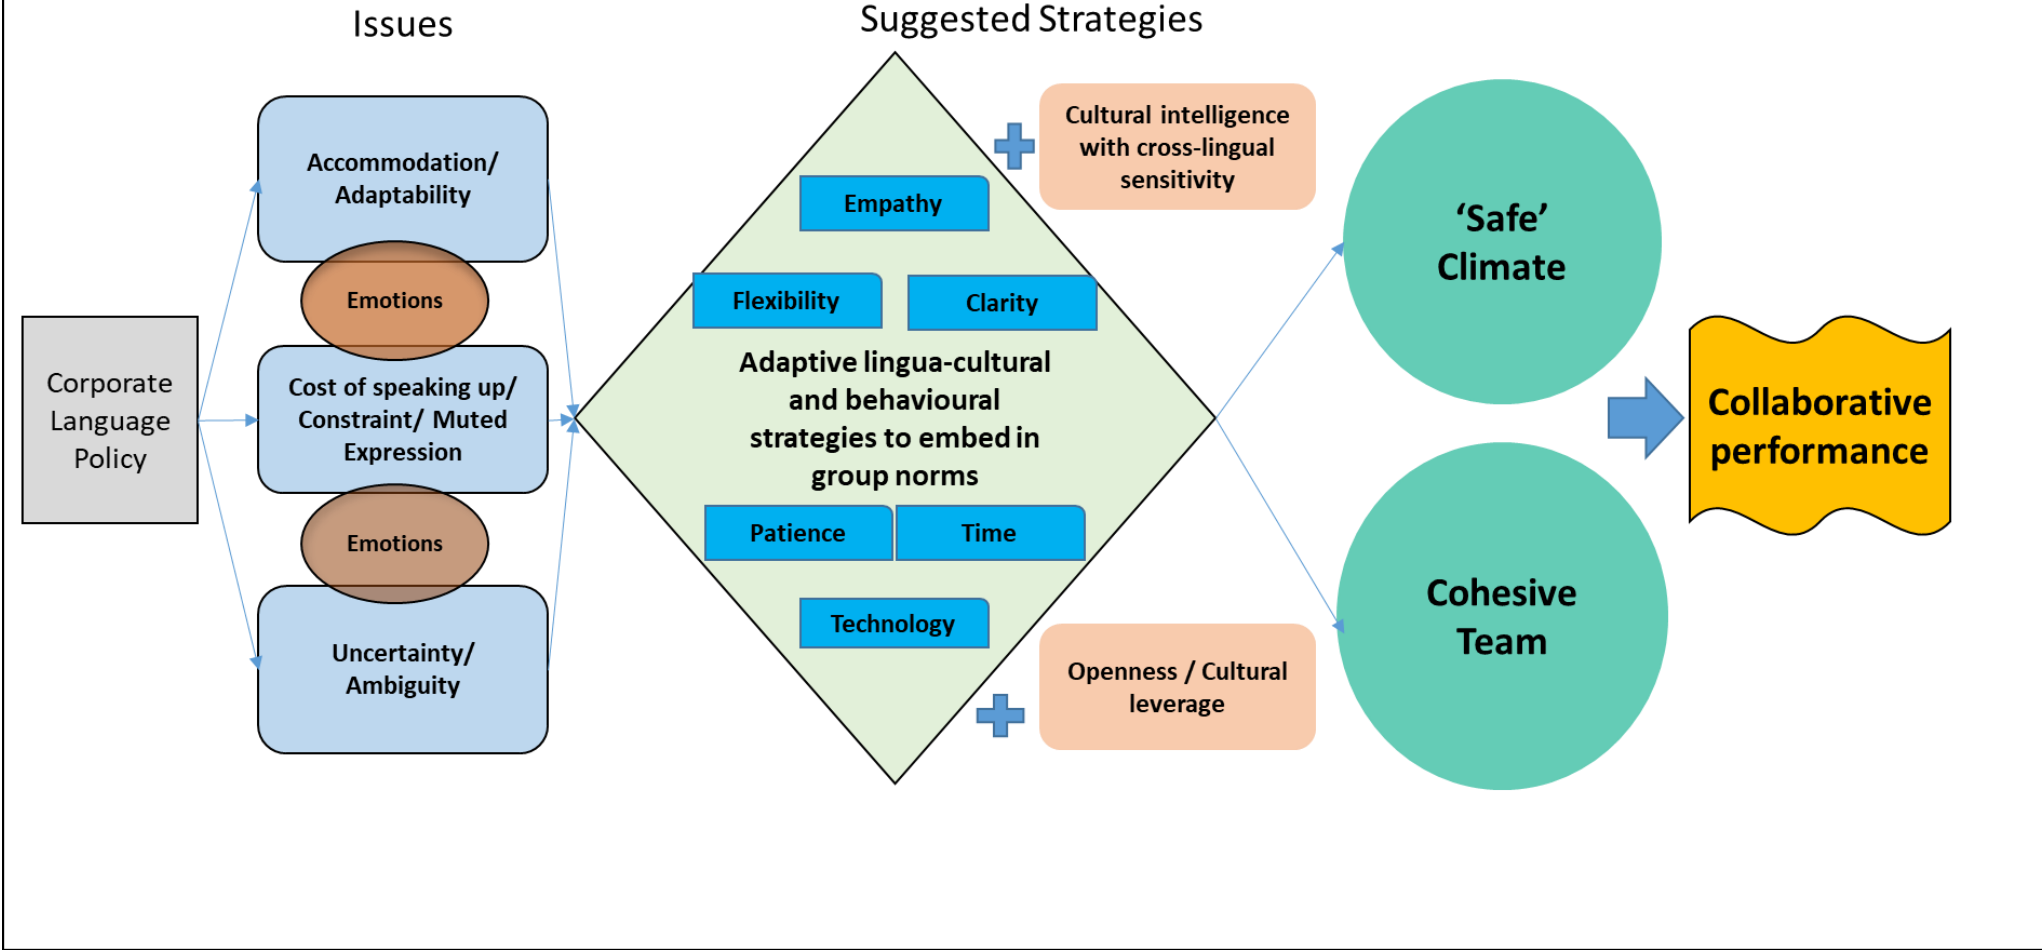 Issues
Suggested Strategies
Corporate
Language
Policy
Accommodation/
Adaptability
Emotions
Cost of speaking up/
Constraint/ Muted
Expression
Emotions
Uncertainty/
Ambiguity
Empathy
Flexibility
Clarity
Adaptive lingua-cultural
and behavioural
strategies to embed in
group norms
Patience
Time
Technology
Cultural intelligence
with cross-lingual
sensitivity
Openness / Cultural
leverage
‘Safe’
Climate
Cohesive
Team
Collaborative
performance